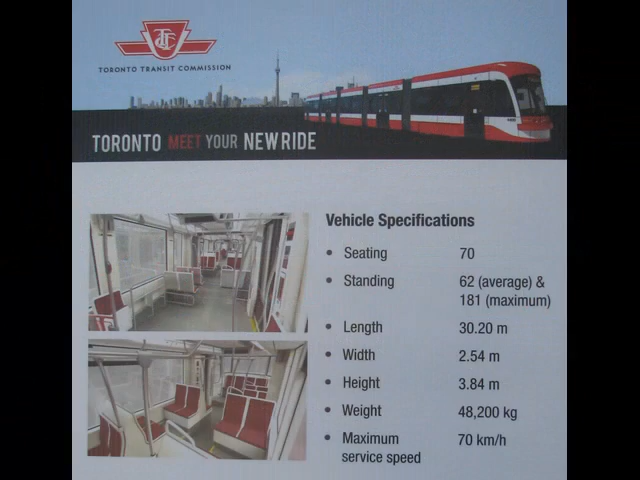 TORONTO TRANSIT COMMISSION
TORONTO MEET YOUR NEW RIDE
Vehicle Specifications
• Seating 70
• Standing 62 (average) &
181 (maximum)
• Length 30.20 m
• Width 2.54 m
• Height 3.84 m
• Weight 48,200 kg
• Maximum 70 km/h
service speed